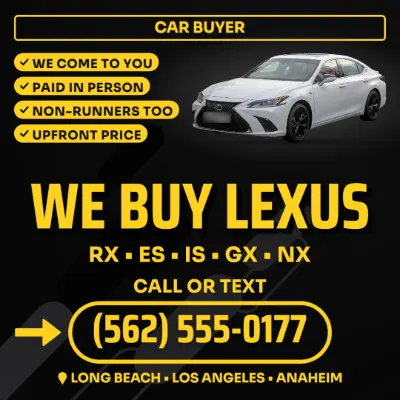 CAR BUYER
WE COME TO YOU
PAID IN PERSON
NON-RUNNERS TOO
UPFRONT PRICE
WE BUY LEXUS
RX ▪ ES ▪ IS ▪ GX ▪ NX
CALL OR TEXT
(562) 555-0177
LONG BEACH ▪ LOS ANGELES ▪ ANAHEIM